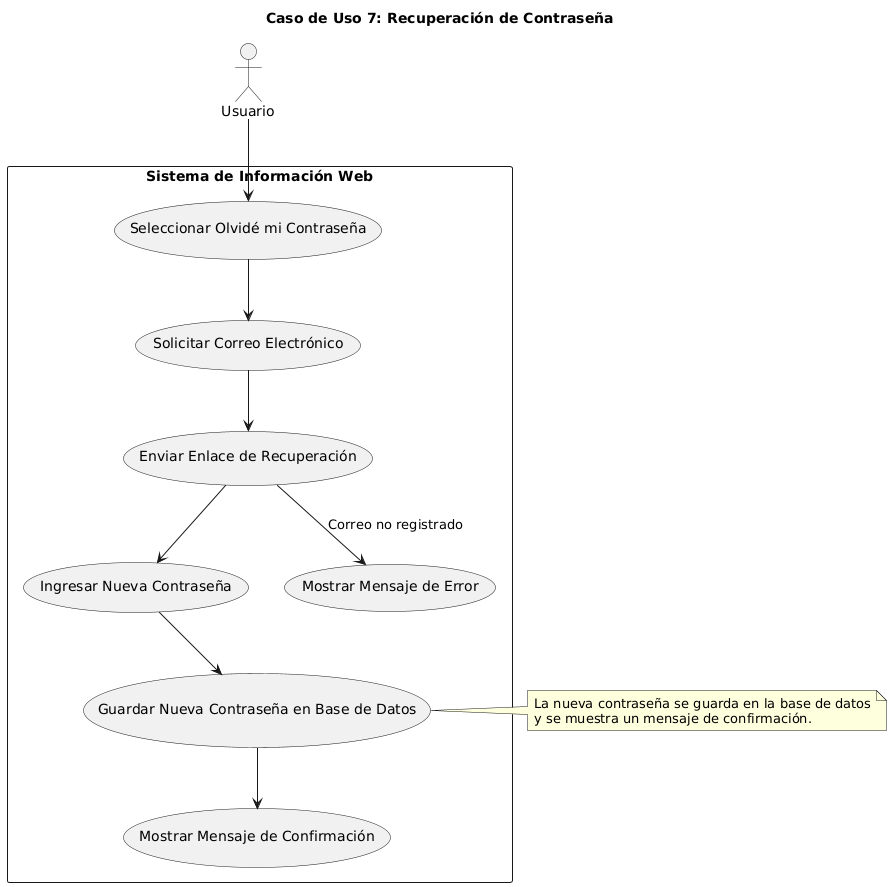 Caso de Uso 7: Recuperación de Contraseña
Usuario
Sistema de Información Web
Seleccionar Olvidé mi Contraseña
Solicitar Correo Electrónico
Enviar Enlace de Recuperación
Correo no registrado
Ingresar Nueva Contraseña
Mostrar Mensaje de Error
Guardar Nueva Contraseña en Base de Datos
La nueva contraseña se guarda en la base de datos
y se muestra un mensaje de confirmación.
Mostrar Mensaje de Confirmación